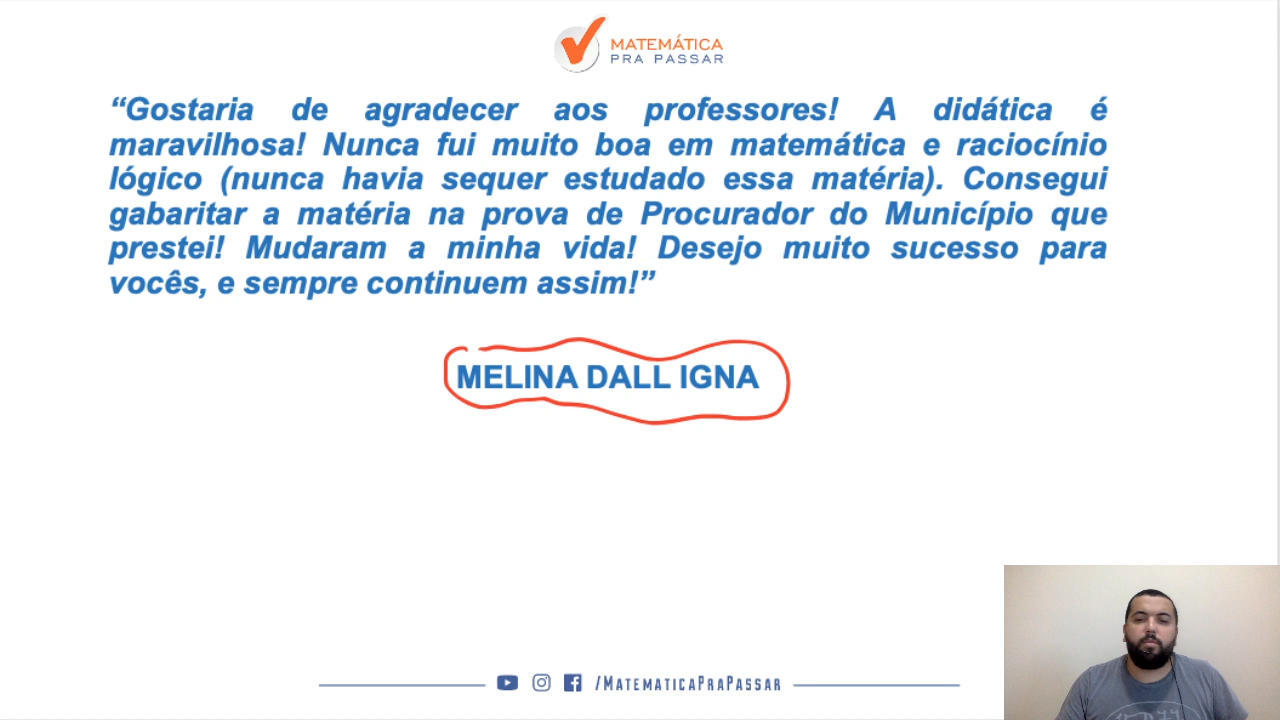 MATEMÁTICA
PRA PASSAR
“Gostaria de agradecer aos professores! A didática é
maravilhosa! Nunca fui muito boa em matemática e raciocínio
lógico (nunca havia sequer estudado essa matéria). Consegui
gabaritar a matéria na prova de Procurador do Município que
prestei! Mudaram a minha vida! Desejo muito sucesso para
vocês, e sempre continuem assim!”
MELINA DALL IGNA
/MATEMATICAPRAPASSAR